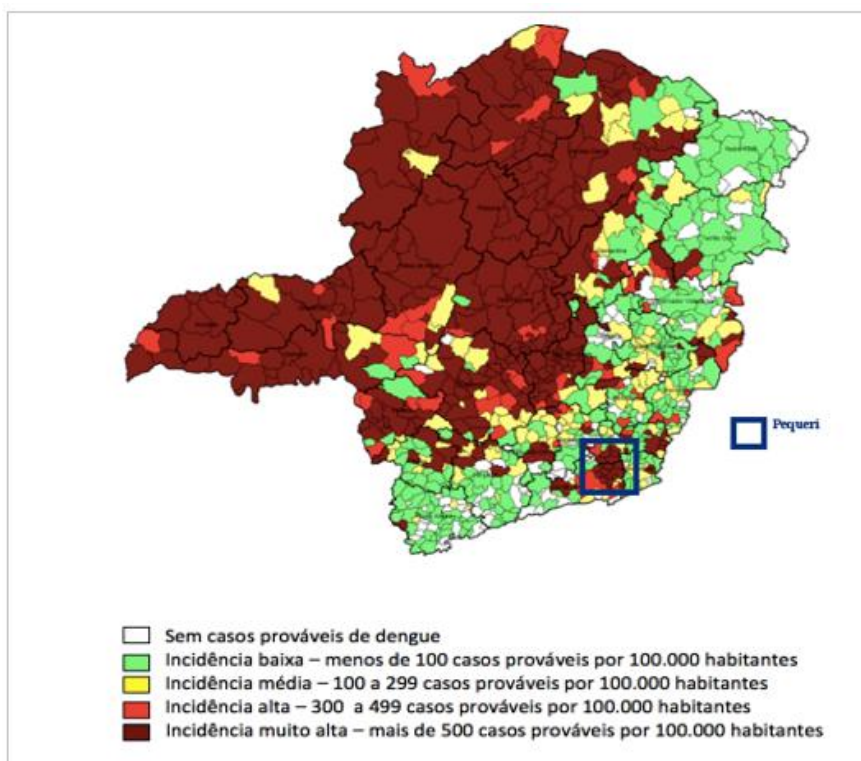 Pequeri
Sem casos prováveis de dengue
Incidência baixa – menos de 100 casos prováveis por 100.000 habitantes
Incidência média – 100 a 299 casos prováveis por 100.000 habitantes
Incidência alta – 300 a 499 casos prováveis por 100.000 habitantes
Incidência muito alta – mais de 500 casos prováveis por 100.000 habitantes